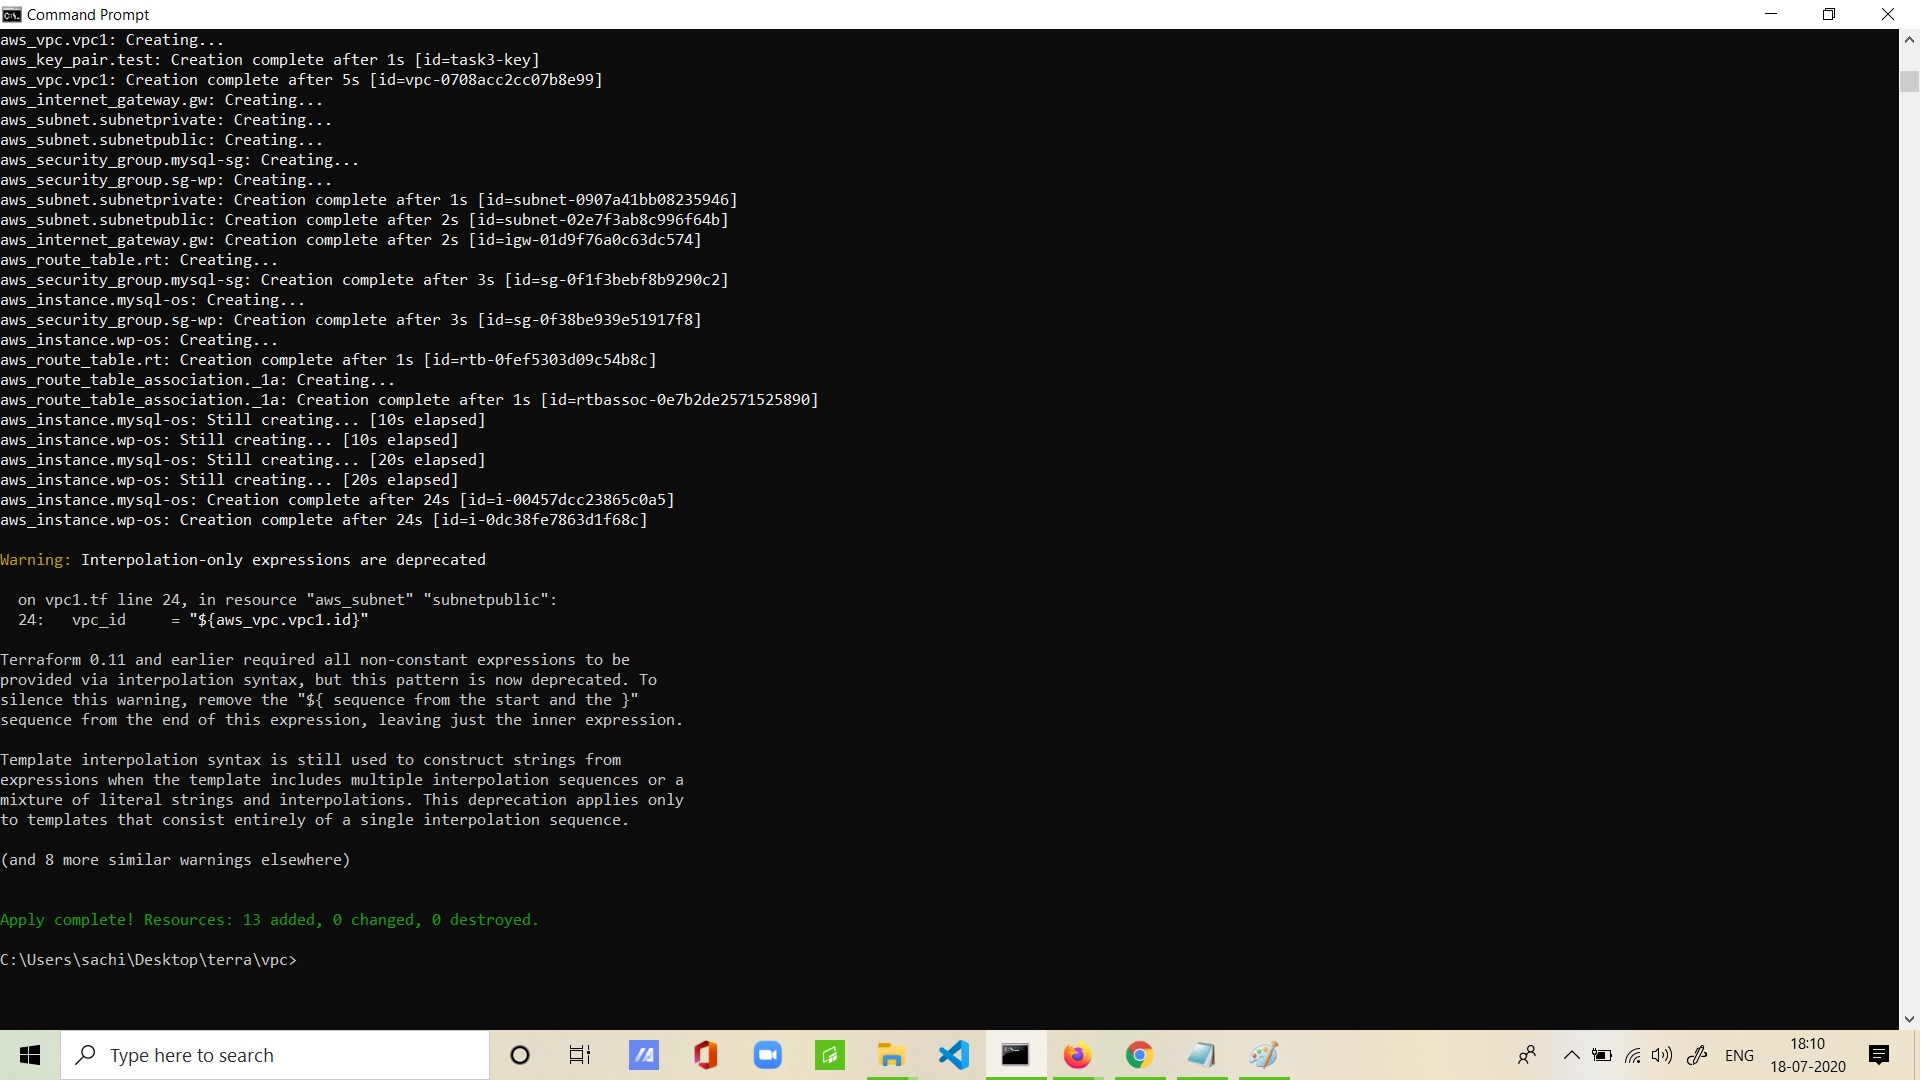 Command Prompt
aws_vpc.vpc1: Creating...
aws_key_pair.test: Creation complete after 1s [id=task3-key]
aws_vpc.vpc1: Creation complete after 5s [id=vpc-0708acc2cc07b8e99]
aws_internet_gateway.gw: Creating...
aws_subnet.subnetprivate: Creating...
aws_subnet.subnetpublic: Creating...
aws_security_group.mysql-sg: Creating...
aws_security_group.sg-wp: Creating...
aws_subnet.subnetprivate: Creation complete after 1s [id=subnet-0907a41bb08235946]
aws_subnet.subnetpublic: Creation complete after 2s [id=subnet-02e7f3ab8c996f64b]
aws_internet_gateway.gw: Creation complete after 2s [id=igw-01d9f76a0c63dc574]
aws_route_table.rt: Creating...
aws_security_group.mysql-sg: Creation complete after 3s [id=sg-0f1f3bebf8b9290c2]
aws_instance.mysql-os: Creating...
aws_security_group.sg-wp: Creation complete after 3s [id=sg-0f38be939e51917f8]
aws_instance.wp-os: Creating...
aws_route_table.rt: Creation complete after 1s [id=rtb-0fef5303d09c54b8c]
aws_route_table_association._1a: Creating...
aws_route_table_association._1a: Creation complete after 1s [id=rtbassoc-0e7b2de2571525890]
aws_instance.mysql-os: Still creating... [10s elapsed]
aws_instance.wp-os: Still creating... [10s elapsed]
aws_instance.mysql-os: Still creating... [20s elapsed]
aws_instance.wp-os: Still creating... [20s elapsed]
aws_instance.mysql-os: Creation complete after 24s [id=i-00457dcc23865c0a5]
aws_instance.wp-os: Creation complete after 24s [id=i-0dc38fe7863d1f68c]
Warning: Interpolation-only expressions are deprecated
on vpc1.tf line 24, in resource "aws_subnet" "subnetpublic":
24:   vpc_id     = "${aws_vpc.vpc1.id}"
Terraform 0.11 and earlier required all non-constant expressions to be
provided via interpolation syntax, but this pattern is now deprecated. To
silence this warning, remove the "${ sequence from the start and the }"
sequence from the end of this expression, leaving just the inner expression.
Template interpolation syntax is still used to construct strings from
expressions when the template includes multiple interpolation sequences or a
mixture of literal strings and interpolations. This deprecation applies only
to templates that consist entirely of a single interpolation sequence.
(and 8 more similar warnings elsewhere)
Apply complete! Resources: 13 added, 0 changed, 0 destroyed.
C:\Users\sachi\Desktop\terra\vpc>
Type here to search
ENG
18:10
18-07-2020